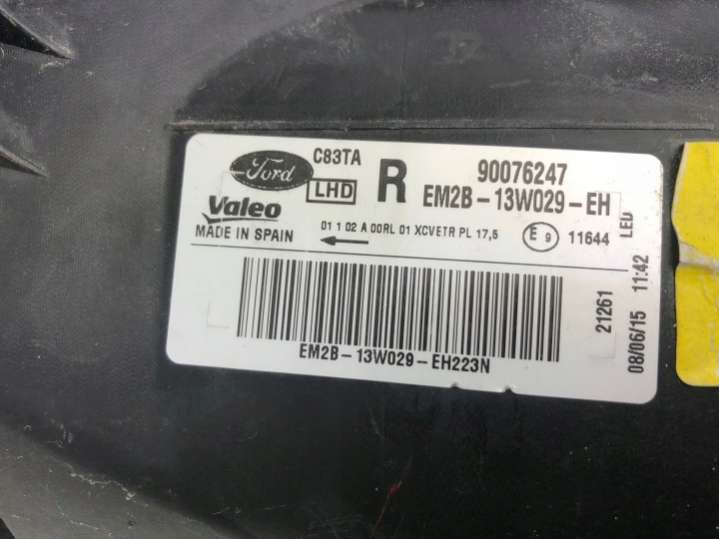 Ford C83TA
LHD
R
90076247
EM2B-13W029-EH
Valeo
MADE IN SPAIN
01 1 02 A 00RL 01 XCVETR PL 17,5
E 9 11644
LED
EM2B-13W029-EH223N
21261
08/06/15 11:42